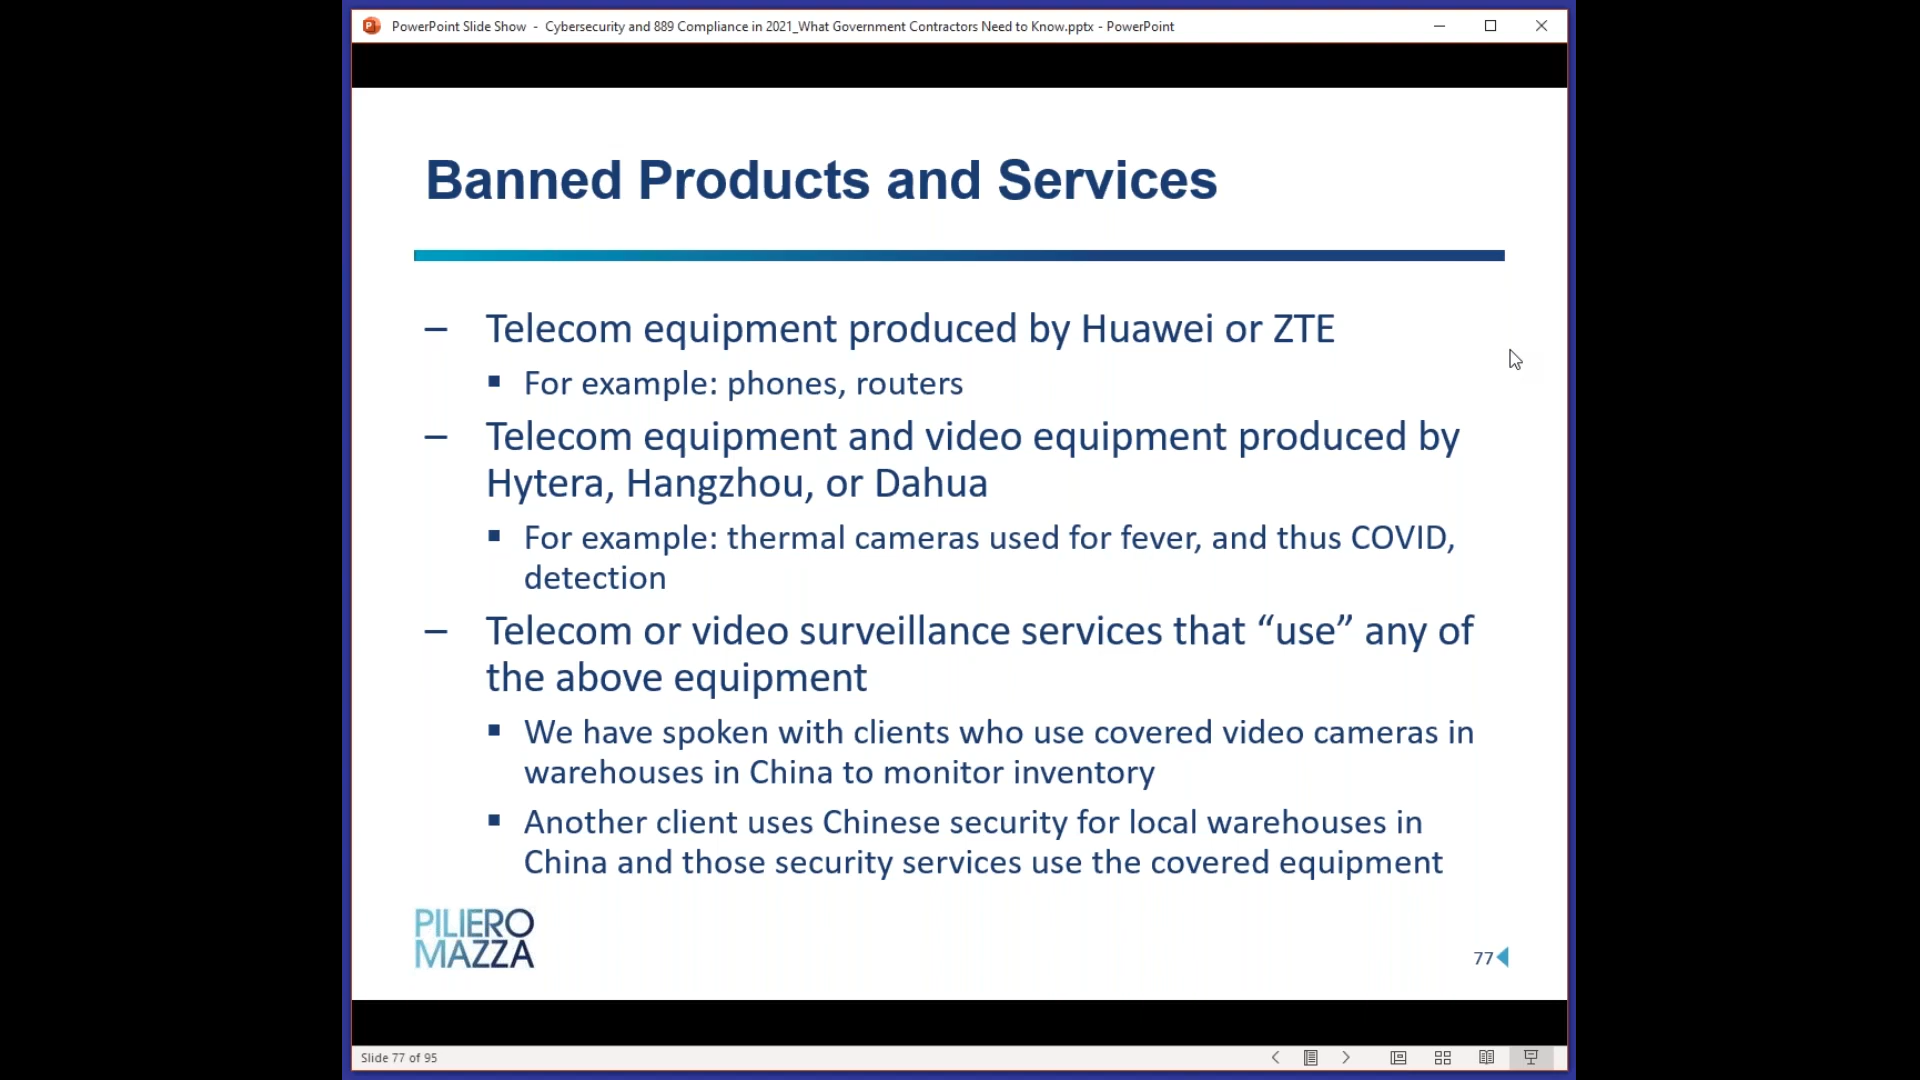 PowerPoint Slide Show - Cybersecurity and 889 Compliance in 2021_What Government Contractors Need to Know.pptx - PowerPoint
Banned Products and Services
– Telecom equipment produced by Huawei or ZTE
▪ For example: phones, routers
– Telecom equipment and video equipment produced by
Hytera, Hangzhou, or Dahua
▪ For example: thermal cameras used for fever, and thus COVID,
detection
– Telecom or video surveillance services that “use” any of
the above equipment
▪ We have spoken with clients who use covered video cameras in
warehouses in China to monitor inventory
▪ Another client uses Chinese security for local warehouses in
China and those security services use the covered equipment
PILIERO
MAZZA
77
Slide 77 of 95